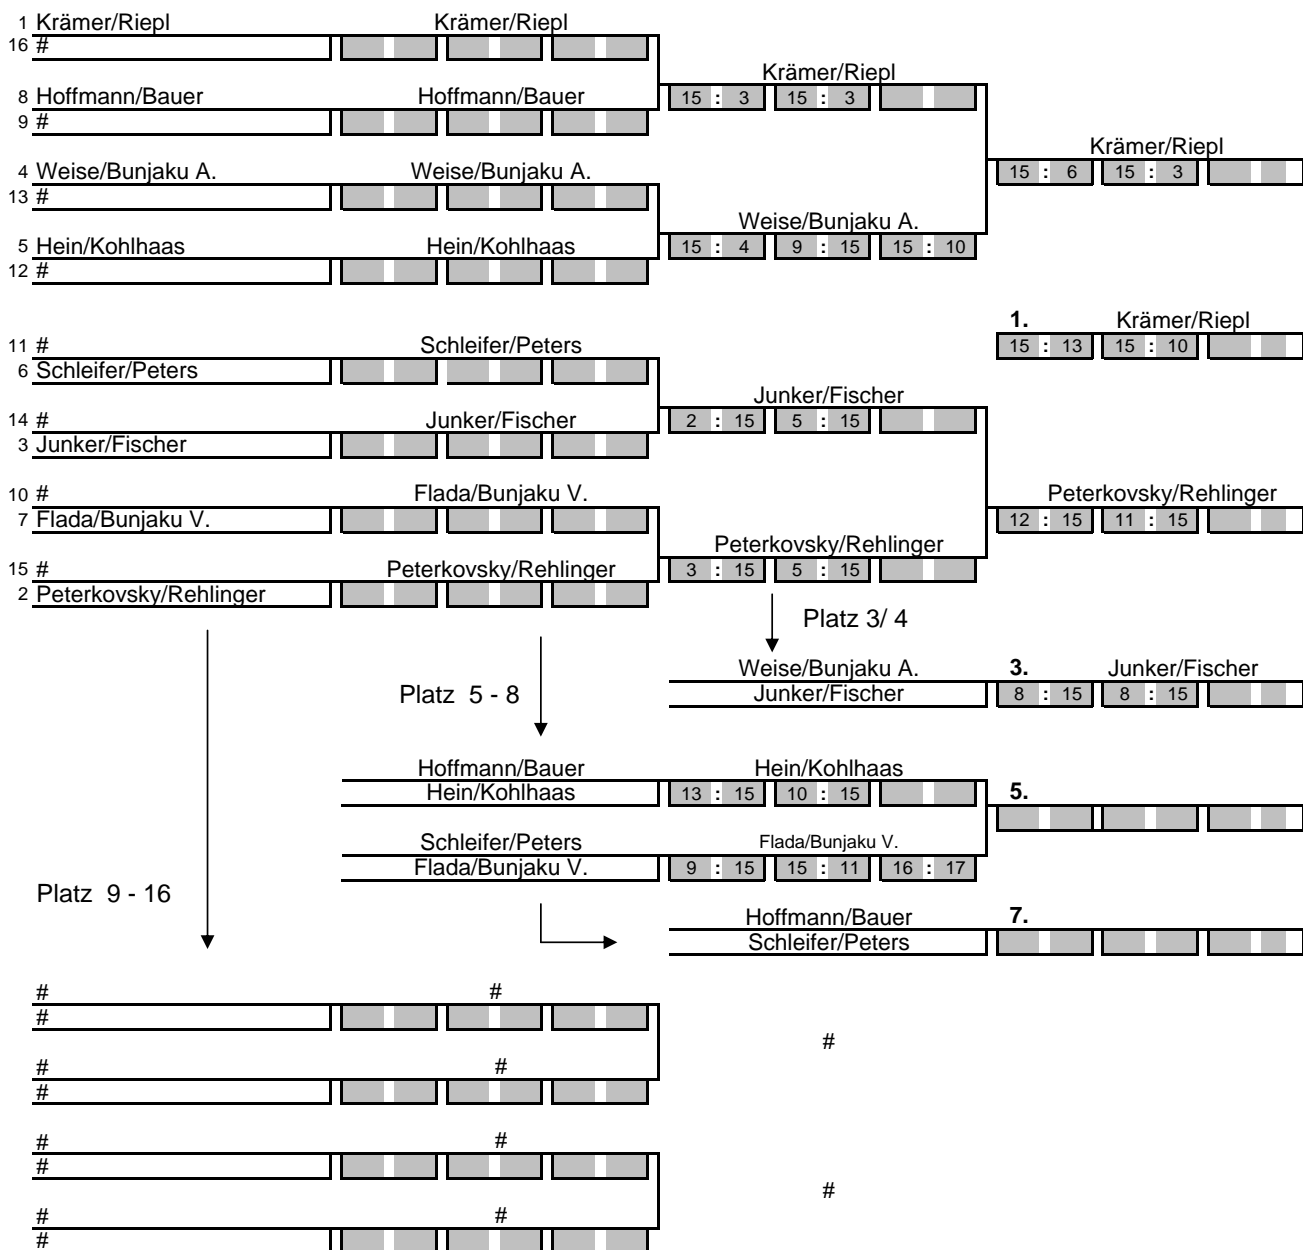 1 Krämer/Riepl Krämer/Riepl
16 #
Krämer/Riepl
8 Hoffmann/Bauer Hoffmann/Bauer 15 : 3 15 : 3
9 #
Krämer/Riepl
4 Weise/Bunjaku A. Weise/Bunjaku A. 15 : 6 15 : 3
13 #
Weise/Bunjaku A.
5 Hein/Kohlhaas Hein/Kohlhaas 15 : 4 9 : 15 15 : 10
12 #
1. Krämer/Riepl
11 # Schleifer/Peters 15 : 13 15 : 10
6 Schleifer/Peters
Junker/Fischer
14 # Junker/Fischer 2 : 15 5 : 15
3 Junker/Fischer
10 # Flada/Bunjaku V. Peterkovsky/Rehlinger
7 Flada/Bunjaku V. 12 : 15 11 : 15
Peterkovsky/Rehlinger
15 # Peterkovsky/Rehlinger 3 : 15 5 : 15
2 Peterkovsky/Rehlinger
Platz 3/ 4
Weise/Bunjaku A. 3. Junker/Fischer
Platz 5 - 8 Junker/Fischer 8 : 15 8 : 15
Hoffmann/Bauer Hein/Kohlhaas
Hein/Kohlhaas 13 : 15 10 : 15 5.
Schleifer/Peters Flada/Bunjaku V.
Flada/Bunjaku V. 9 : 15 15 : 11 16 : 17
Platz 9 - 16
Hoffmann/Bauer 7.
Schleifer/Peters
# #
#
#
# #
#
# #
#
#
# #
#